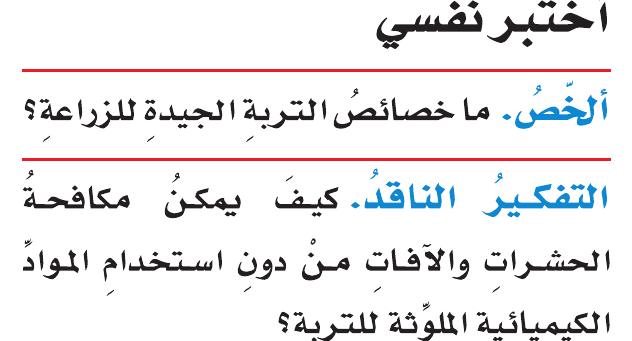 أختبر نفسي
ألخّصُ. ما خصائصُ التربةِ الجيدةِ للزراعةِ؟
التفكيرُ الناقدُ. كيفَ يمكنُ مكافحةُ
الحشراتِ والآفاتِ منْ دونِ استخدامِ الموادِّ
الكيميائيةِ الملوِّثة للتربة؟